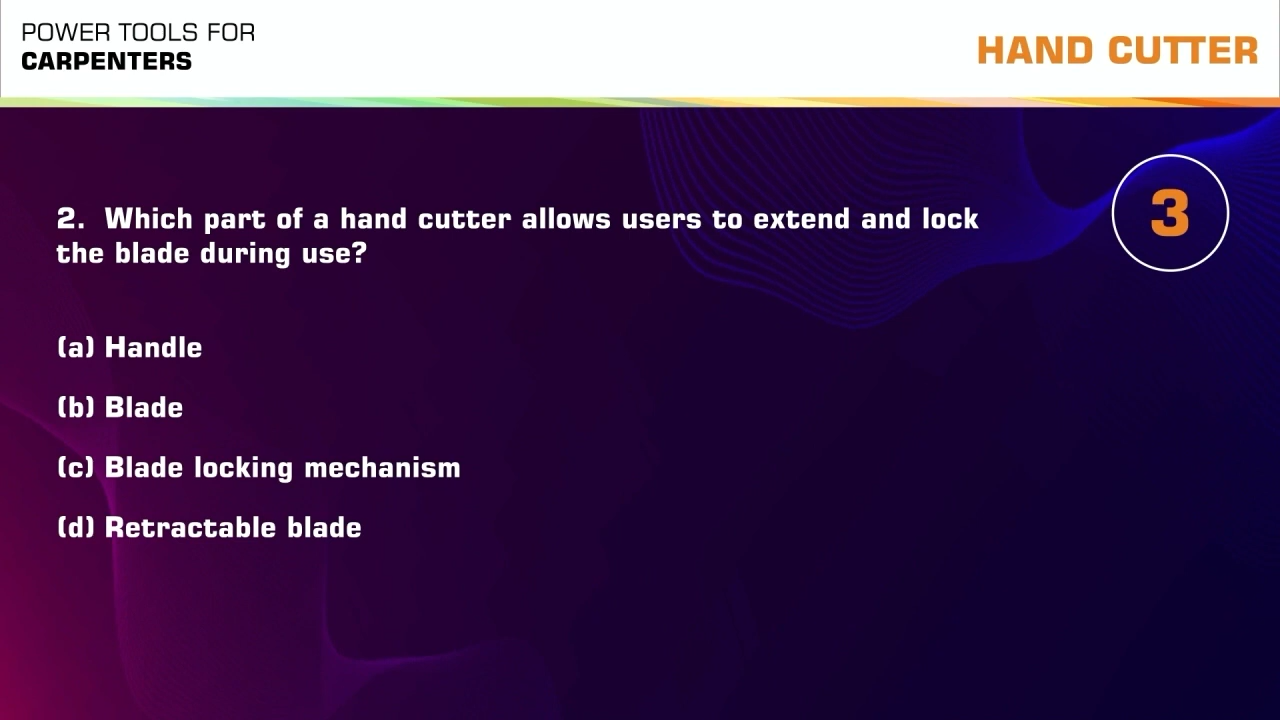 POWER TOOLS FOR
CARPENTERS
HAND CUTTER
3
2. Which part of a hand cutter allows users to extend and lock
the blade during use?
(a) Handle
(b) Blade
(c) Blade locking mechanism
(d) Retractable blade